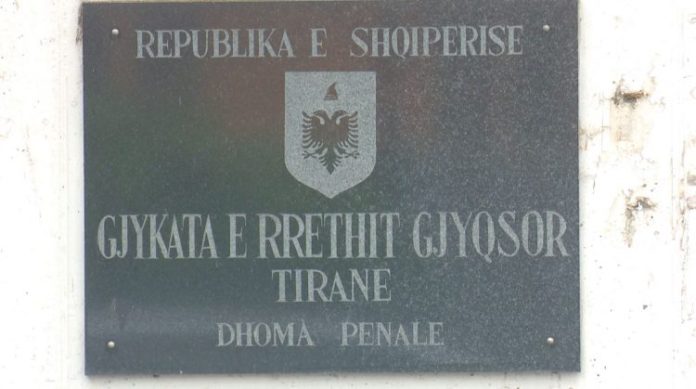 REPUBLIKA E SHQIPERISE
GJYKATA E RRETHIT GJYQSOR
TIRANE
DHOMA PENALE